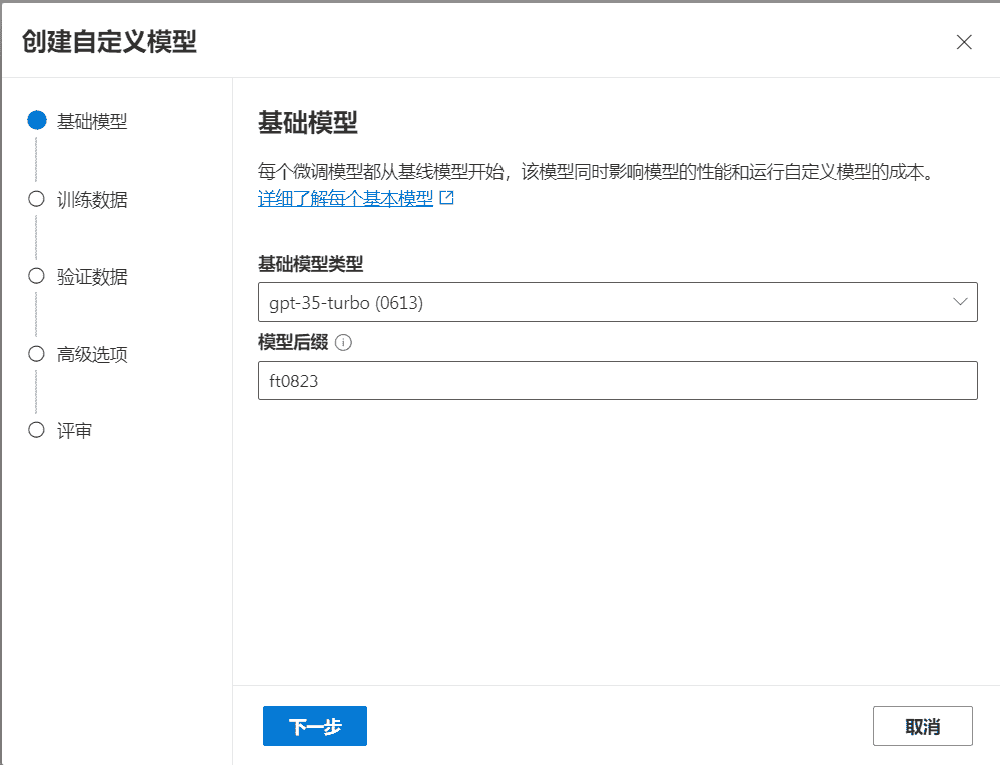 创建自定义模型
基础模型
训练数据
验证数据
高级选项
评审
基础模型
每个微调模型都从基线模型开始，该模型同时影响模型的性能和运行自定义模型的成本。
详细了解每个基本模型
基础模型类型
gpt-35-turbo (0613)
模型后缀
ft0823
下一步
取消